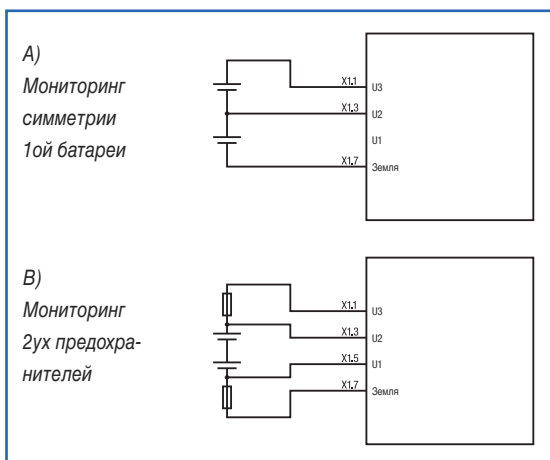 A)
Мониторинг
симметрии
1ой батареи
X1.1 U3
X1.3 U2
U1
X1.7 Земля
B)
Мониторинг
2ух предохра-
нителей
X1.1 U3
X1.3 U2
X1.5 U1
X1.7 Земля